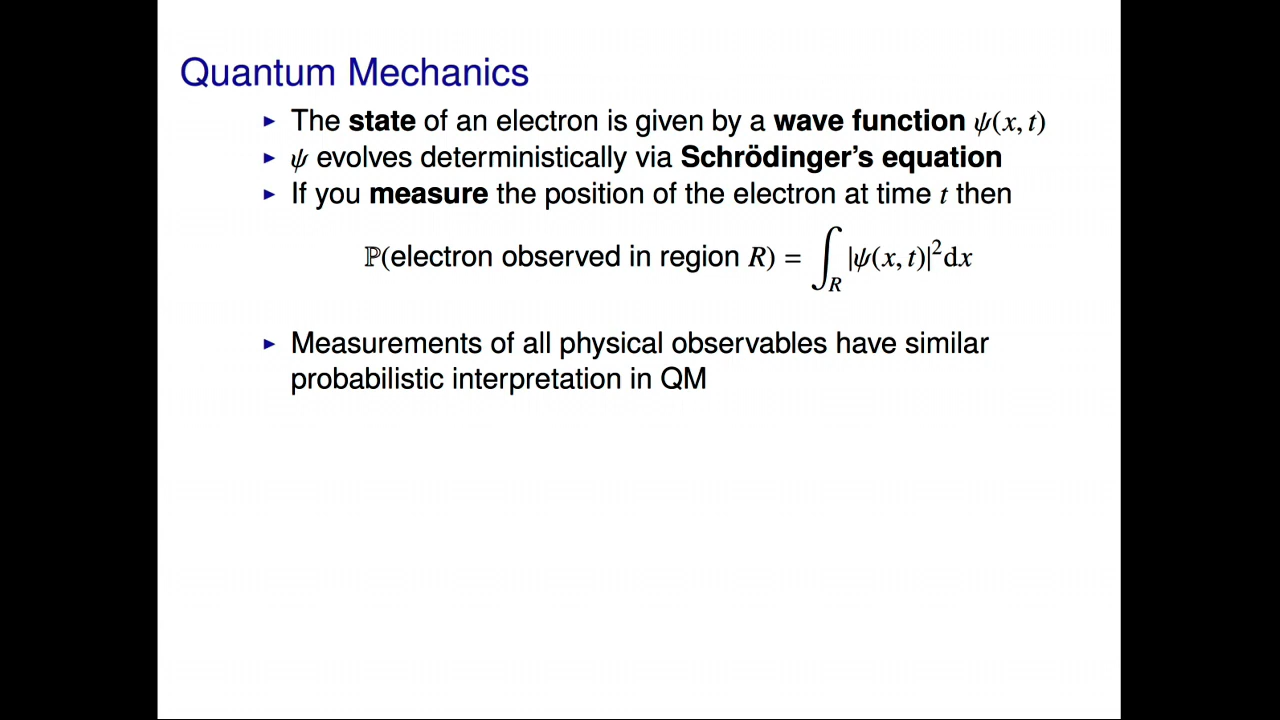 Quantum Mechanics
▸ The state of an electron is given by a wave function ψ(x, t)
▸ ψ evolves deterministically via Schrödinger's equation
▸ If you measure the position of the electron at time t then
ℙ(electron observed in region R) = ∫_R |ψ(x, t)|²dx
▸ Measurements of all physical observables have similar
probabilistic interpretation in QM